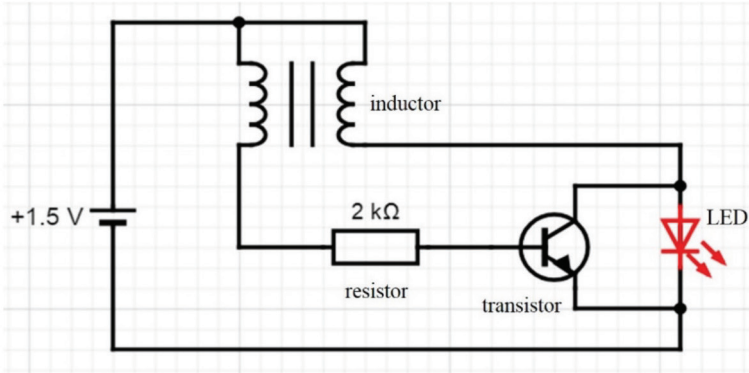 inductor
+1.5 V
2 kΩ
LED
resistor
transistor